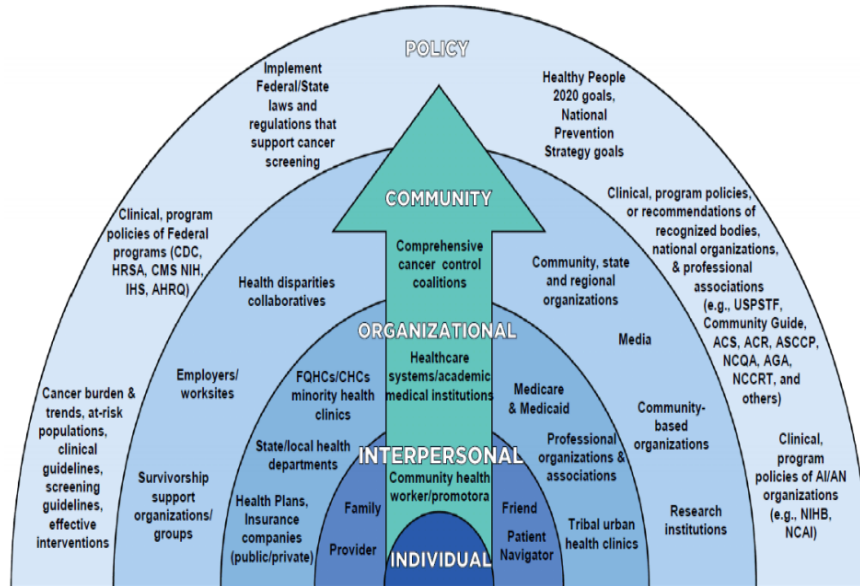 POLICY
Implement
Federal/State
laws and
regulations that
support cancer
screening
Healthy People
2020 goals,
National
Prevention
Strategy goals
Clinical, program
policies of Federal
programs (CDC,
HRSA, CMS NIH,
IHS, AHRQ)
Clinical, program policies,
or recommendations of
recognized bodies,
national organizations,
& professional
associations
(e.g., USPSTF,
Community Guide,
ACS, ACR, ASCCP,
NCQA, AGA,
NCCRT, and
others)
Cancer burden &
trends, at-risk
populations,
clinical
guidelines,
screening
guidelines,
effective
interventions
Clinical,
program
policies of AI/AN
organizations
(e.g., NIHB,
NCAI)
COMMUNITY
Comprehensive
cancer control
coalitions
Health disparities
collaboratives
Community, state
and regional
organizations
Media
Employers/
worksites
Community-
based
organizations
Survivorship
support
organizations/
groups
Research
institutions
ORGANIZATIONAL
Healthcare
systems/academic
medical institutions
FQHCs/CHCs
minority health
clinics
Medicare
& Medicaid
State/local health
departments
Professional
organizations &
associations
Health Plans,
Insurance
companies
(public/private)
Tribal urban
health clinics
INTERPERSONAL
Community health
worker/promotora
Family
Friend
Provider
Patient
Navigator
INDIVIDUAL